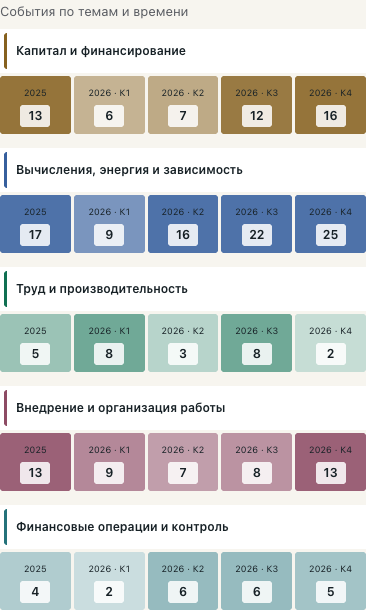 События по темам и времени
Капитал и финансирование
2025 2026 · К1 2026 · К2 2026 · К3 2026 · К4
13 6 7 12 16
Вычисления, энергия и зависимость
2025 2026 · К1 2026 · К2 2026 · К3 2026 · К4
17 9 16 22 25
Труд и производительность
2025 2026 · К1 2026 · К2 2026 · К3 2026 · К4
5 8 3 8 2
Внедрение и организация работы
2025 2026 · К1 2026 · К2 2026 · К3 2026 · К4
13 9 7 8 13
Финансовые операции и контроль
2025 2026 · К1 2026 · К2 2026 · К3 2026 · К4
4 2 6 6 5